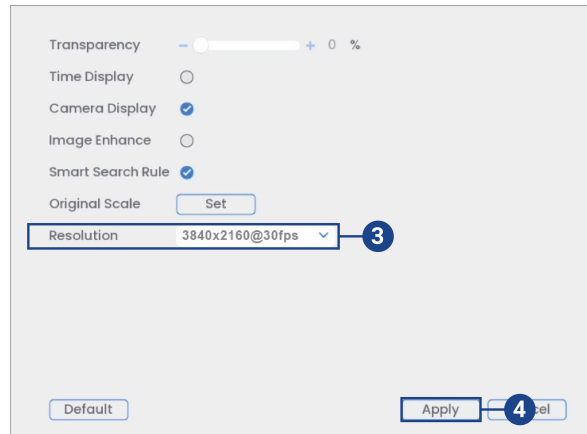 Transparency - + 0 %
Time Display
Camera Display
Image Enhance
Smart Search Rule
Original Scale Set
Resolution 3840x2160@30fps 3
Default Apply 4 el